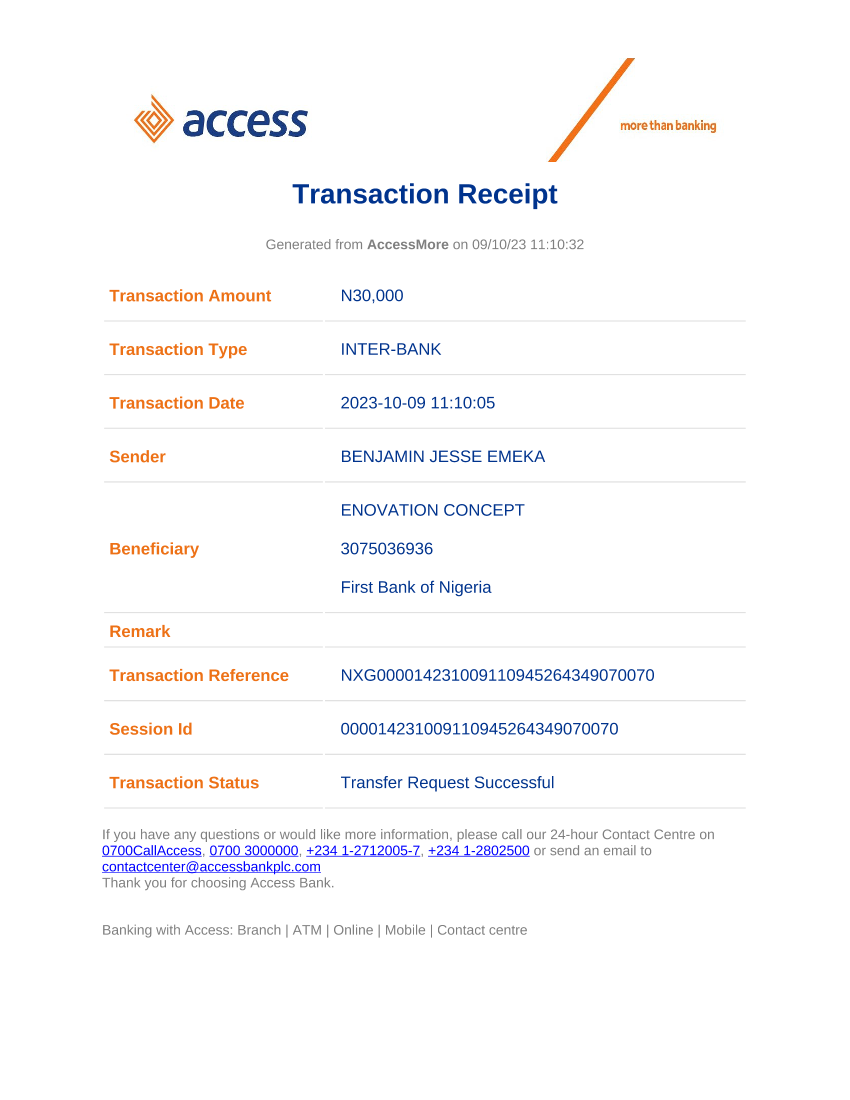 access
more than banking
Transaction Receipt
Generated from AccessMore on 09/10/23 11:10:32
Transaction Amount N30,000
Transaction Type INTER-BANK
Transaction Date 2023-10-09 11:10:05
Sender BENJAMIN JESSE EMEKA
ENOVATION CONCEPT
Beneficiary 3075036936
First Bank of Nigeria
Remark
Transaction Reference NXG000014231009110945264349070070
Session Id 000014231009110945264349070070
Transaction Status Transfer Request Successful
If you have any questions or would like more information, please call our 24-hour Contact Centre on
0700CallAccess, 0700 3000000, +234 1-2712005-7, +234 1-2802500 or send an email to
contactcenter@accessbankplc.com
Thank you for choosing Access Bank.
Banking with Access: Branch | ATM | Online | Mobile | Contact centre